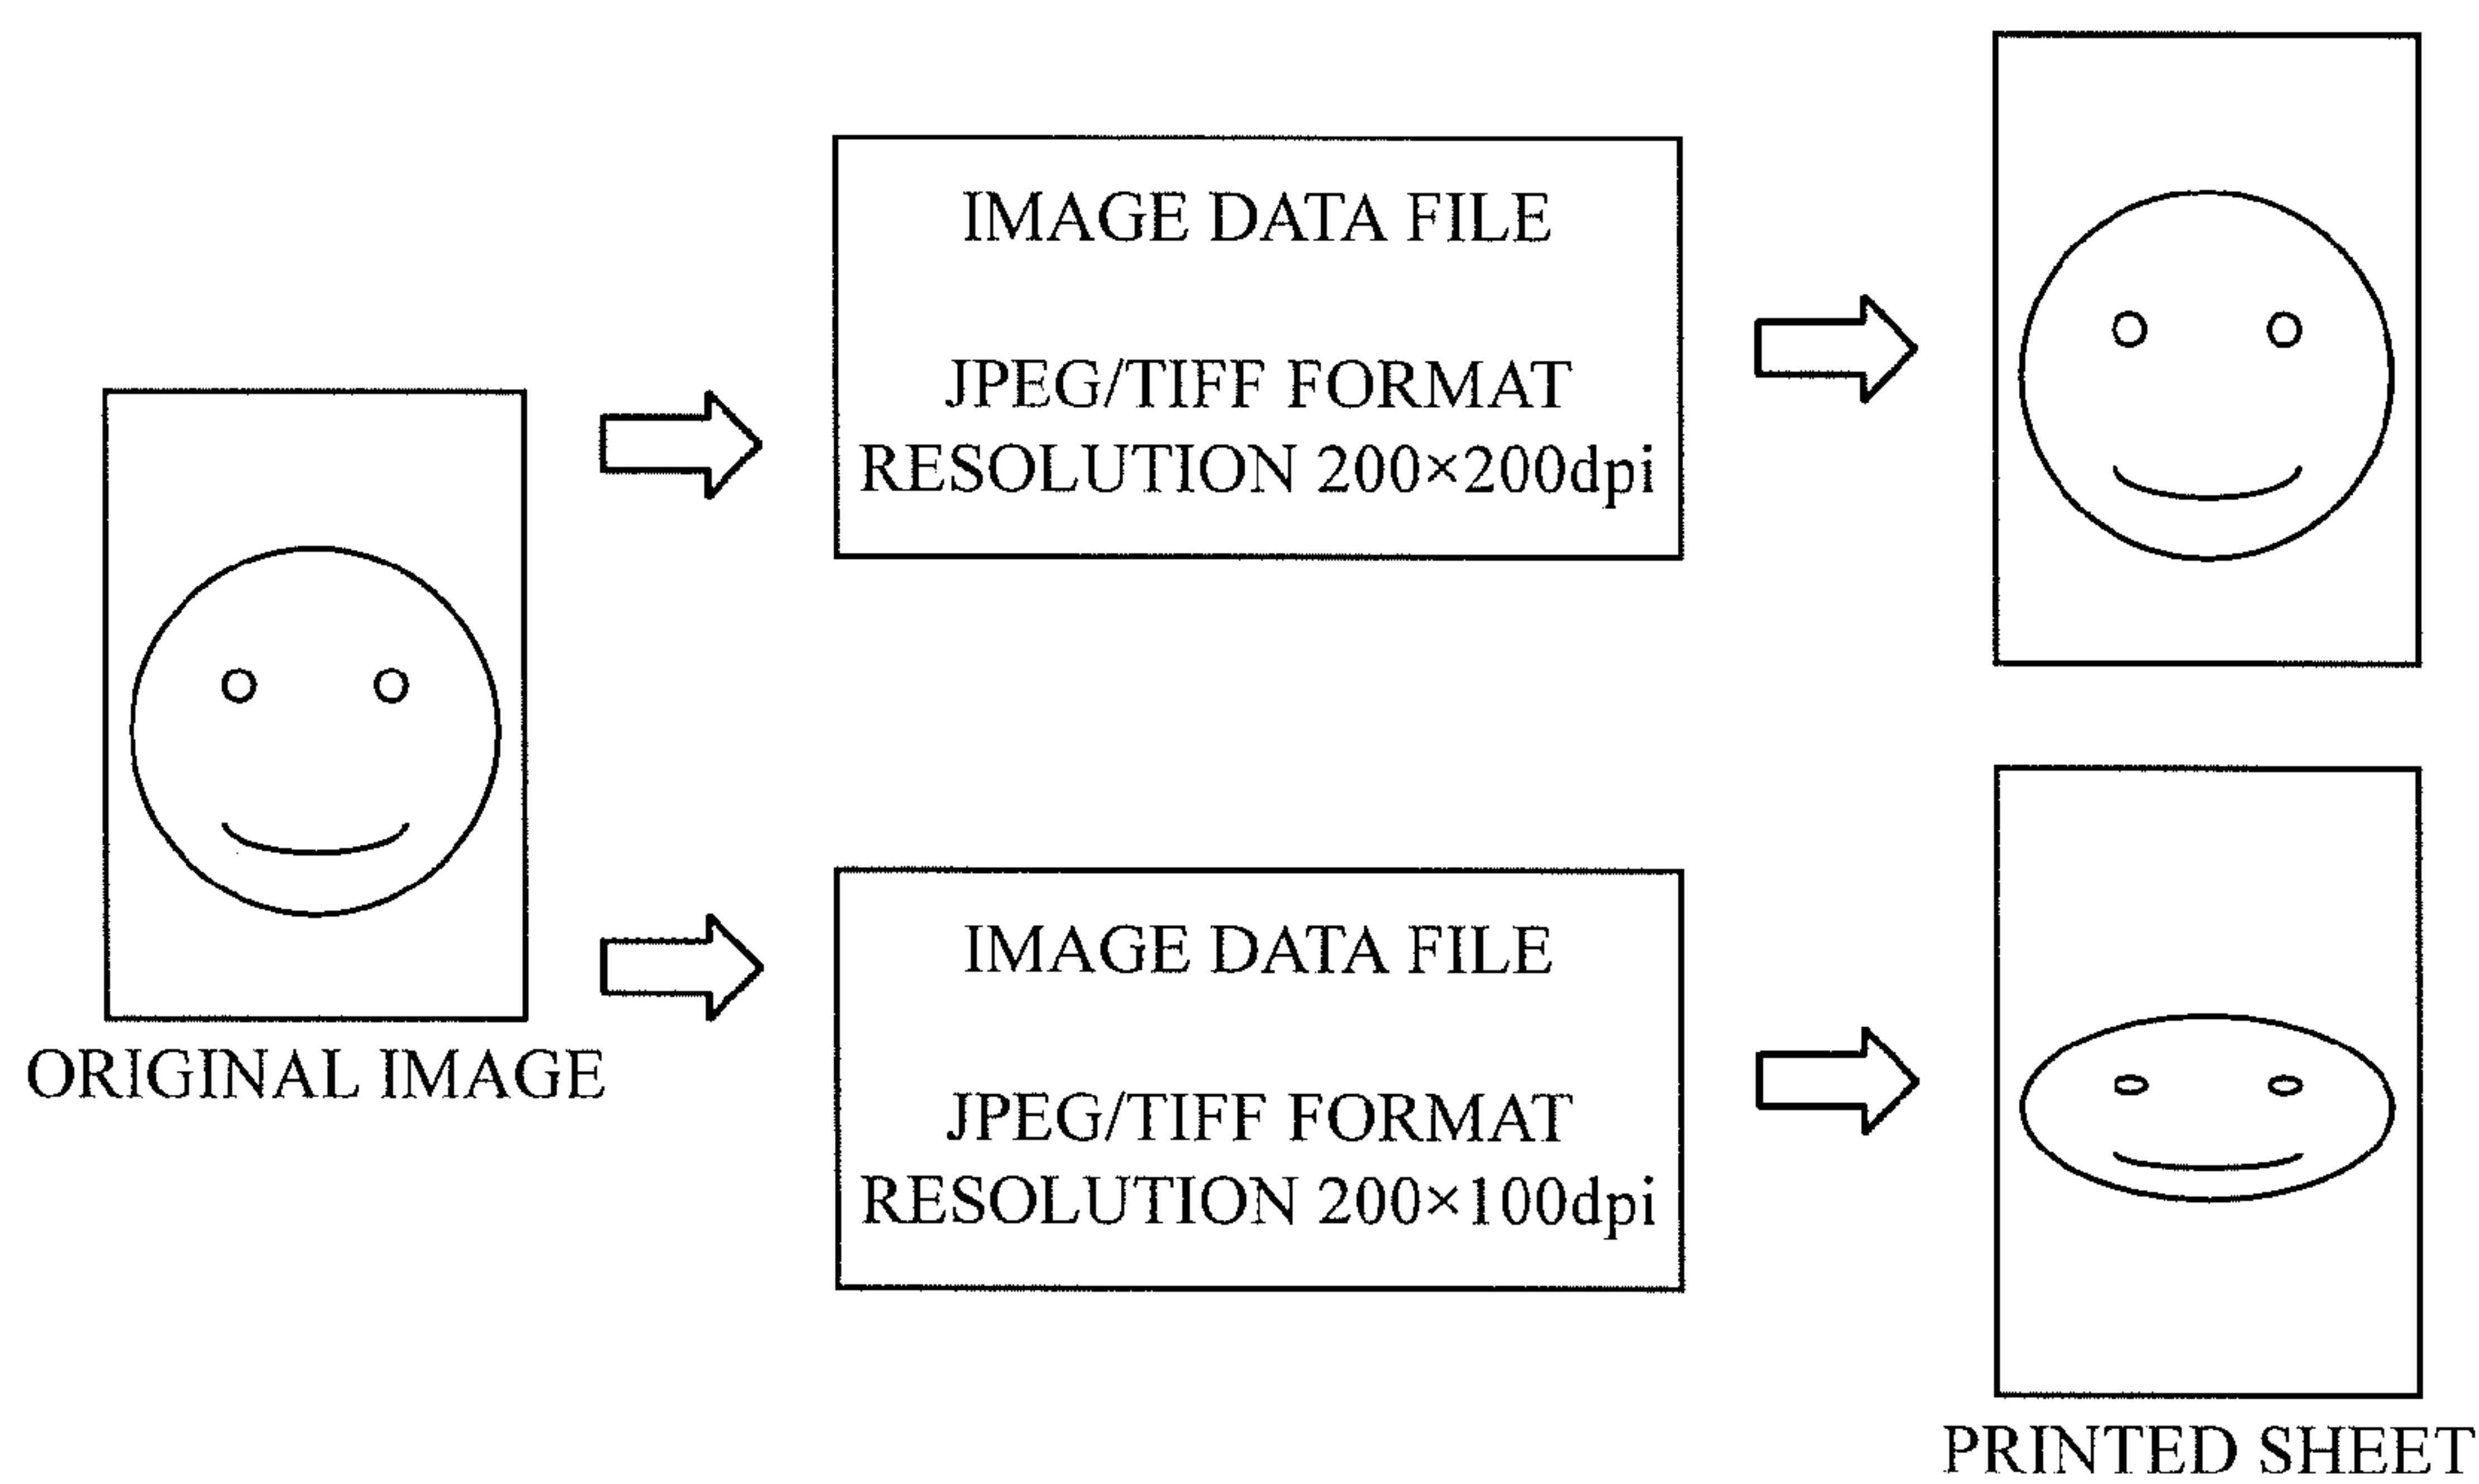 IMAGE DATA FILE
JPEG/TIFF FORMAT
RESOLUTION 200×200dpi
ORIGINAL IMAGE
IMAGE DATA FILE
JPEG/TIFF FORMAT
RESOLUTION 200×100dpi
PRINTED SHEET